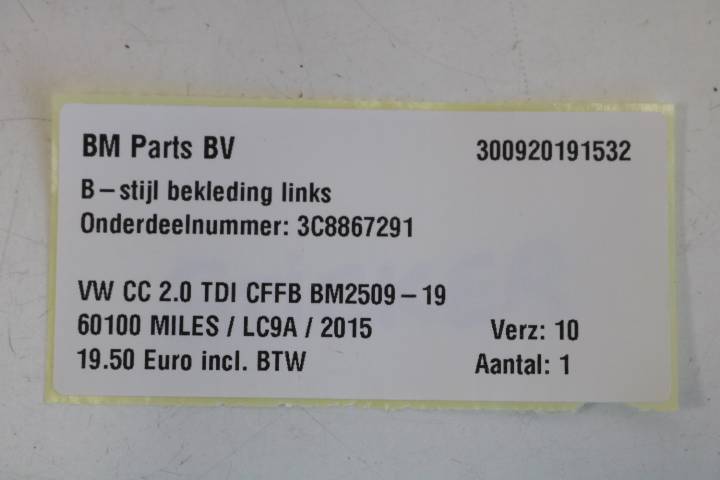 BM Parts BV 300920191532
B-stijl bekleding links
Onderdeelnummer: 3C8867291
VW CC 2.0 TDI CFFB BM2509-19
60100 MILES / LC9A / 2015 Verz: 10
19.50 Euro incl. BTW Aantal: 1